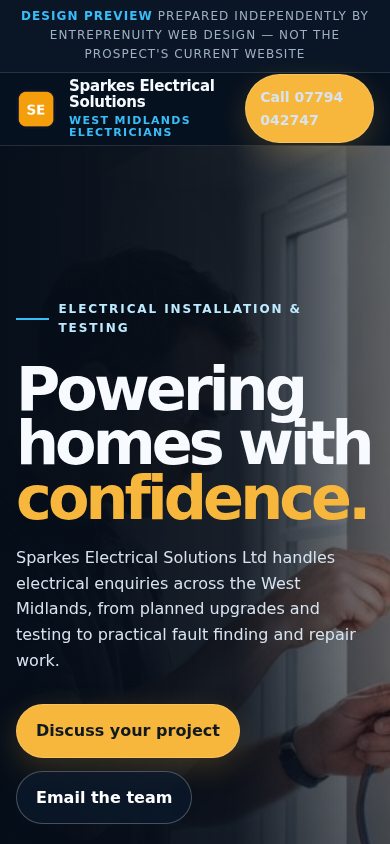 DESIGN PREVIEW PREPARED INDEPENDENTLY BY
ENTREPRENUITY WEB DESIGN — NOT THE
PROSPECT'S CURRENT WEBSITE
SE
Sparkes Electrical
Solutions
WEST MIDLANDS
ELECTRICIANS
Call 07794
042747
ELECTRICAL INSTALLATION &
TESTING
Powering
homes with
confidence.
Sparkes Electrical Solutions Ltd handles
electrical enquiries across the West
Midlands, from planned upgrades and
testing to practical fault finding and repair
work.
Discuss your project
Email the team